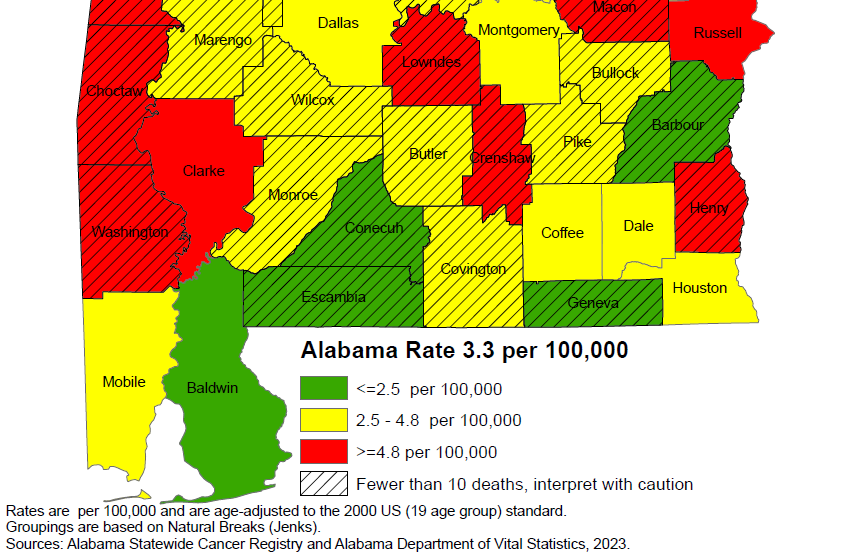 Macon
Dallas
Montgomery
Russell
Marengo
Lowndes
Bullock
Choctaw
Wilcox
Barbour
Pike
Butler
Crenshaw
Clarke
Monroe
Henry
Conecuh
Dale
Washington
Coffee
Covington
Houston
Escambia
Geneva
Mobile
Baldwin
Alabama Rate 3.3 per 100,000
<=2.5 per 100,000
2.5 - 4.8 per 100,000
>=4.8 per 100,000
Fewer than 10 deaths, interpret with caution
Rates are per 100,000 and are age-adjusted to the 2000 US (19 age group) standard.
Groupings are based on Natural Breaks (Jenks).
Sources: Alabama Statewide Cancer Registry and Alabama Department of Vital Statistics, 2023.